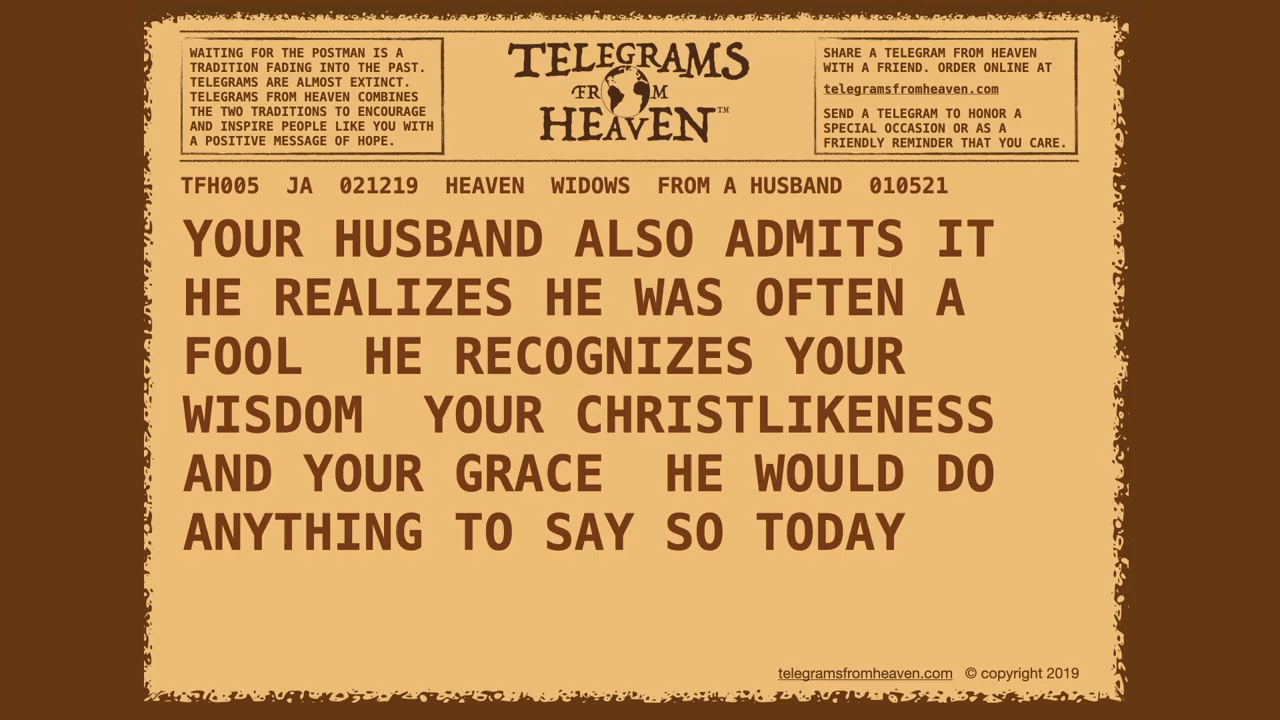 WAITING FOR THE POSTMAN IS A
TRADITION FADING INTO THE PAST.
TELEGRAMS ARE ALMOST EXTINCT.
TELEGRAMS FROM HEAVEN COMBINES
THE TWO TRADITIONS TO ENCOURAGE
AND INSPIRE PEOPLE LIKE YOU WITH
A POSITIVE MESSAGE OF HOPE.
TELEGRAMS
FROM
HEAVEN™
SHARE A TELEGRAM FROM HEAVEN
WITH A FRIEND. ORDER ONLINE AT
telegramsfromheaven.com
SEND A TELEGRAM TO HONOR A
SPECIAL OCCASION OR AS A
FRIENDLY REMINDER THAT YOU CARE.
TFH005 JA 021219 HEAVEN WIDOWS FROM A HUSBAND 010521
YOUR HUSBAND ALSO ADMITS IT
HE REALIZES HE WAS OFTEN A
FOOL HE RECOGNIZES YOUR
WISDOM YOUR CHRISTLIKENESS
AND YOUR GRACE HE WOULD DO
ANYTHING TO SAY SO TODAY
telegramsfromheaven.com © copyright 2019